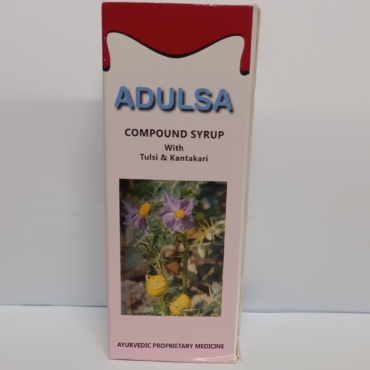 ADULSA
COMPOUND SYRUP
With
Tulsi & Kantakari
AYURVEDIC PROPRIETARY MEDICINE